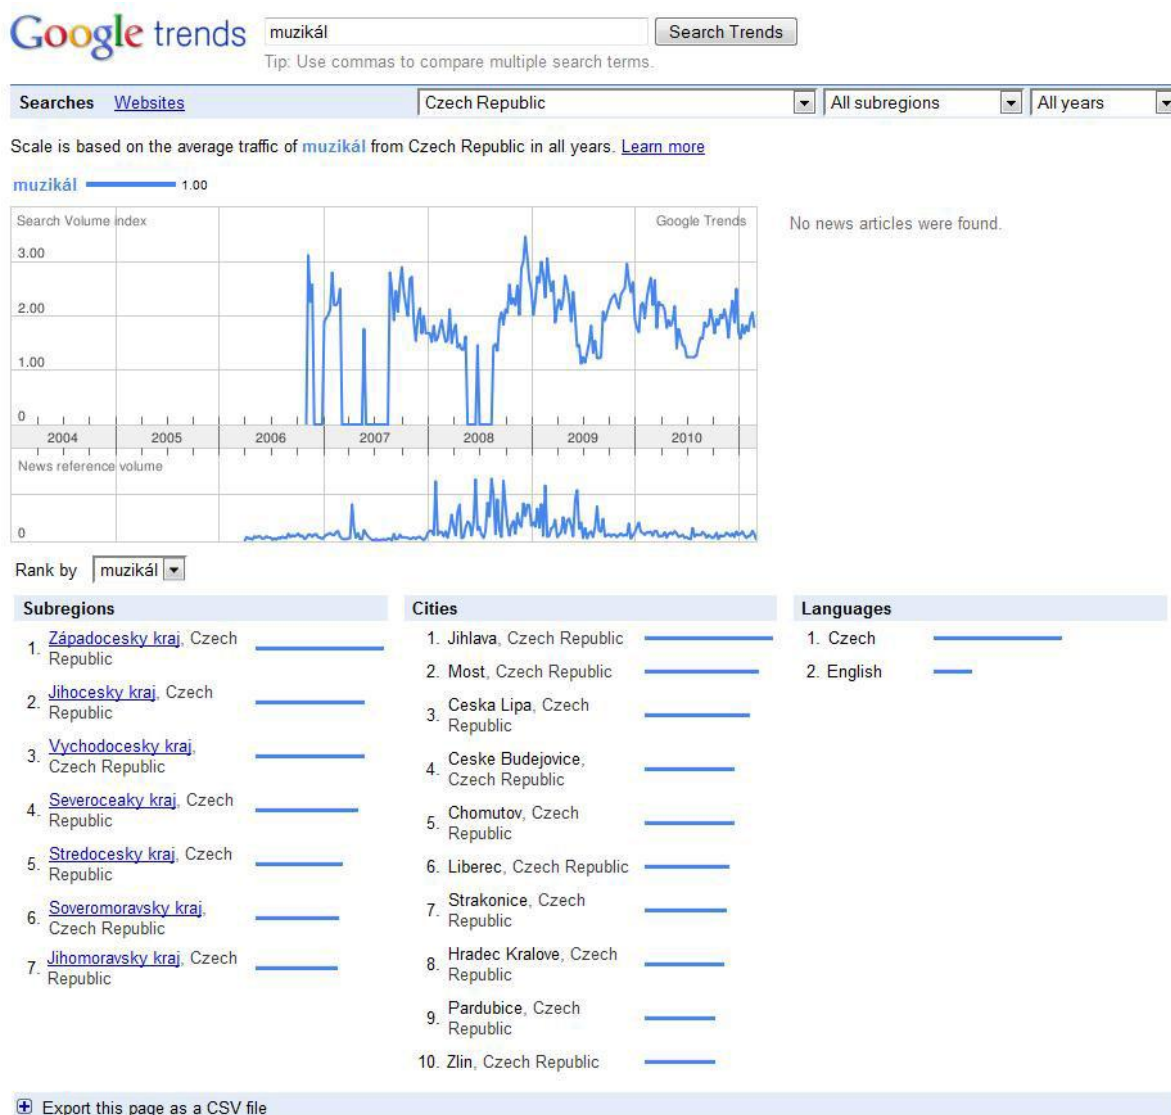 Google trends
muzikál
Search Trends
Tip: Use commas to compare multiple search terms.
Searches Websites
Czech Republic
All subregions
All years
Scale is based on the average traffic of muzikál from Czech Republic in all years. Learn more
muzikál 1.00
Search Volume index
Google Trends
No news articles were found.
3.00
2.00
1.00
0
2004 2005 2006 2007 2008 2009 2010
News reference volume
0
Rank by muzikál
Subregions
1. Západocesky kraj, Czech
Republic
2. Jihocesky kraj, Czech
Republic
3. Vychodocesky kraj,
Czech Republic
4. Severoceaky kraj, Czech
Republic
5. Stredocesky kraj, Czech
Republic
6. Soveromoravsky kraj,
Czech Republic
7. Jihomoravsky kraj, Czech
Republic
Cities
1. Jihlava, Czech Republic
2. Most, Czech Republic
3. Ceska Lipa, Czech
Republic
4. Ceske Budejovice,
Czech Republic
5. Chomutov, Czech
Republic
6. Liberec, Czech Republic
7. Strakonice, Czech
Republic
8. Hradec Kralove, Czech
Republic
9. Pardubice, Czech
Republic
10. Zlin, Czech Republic
Languages
1. Czech
2. English
Export this page as a CSV file